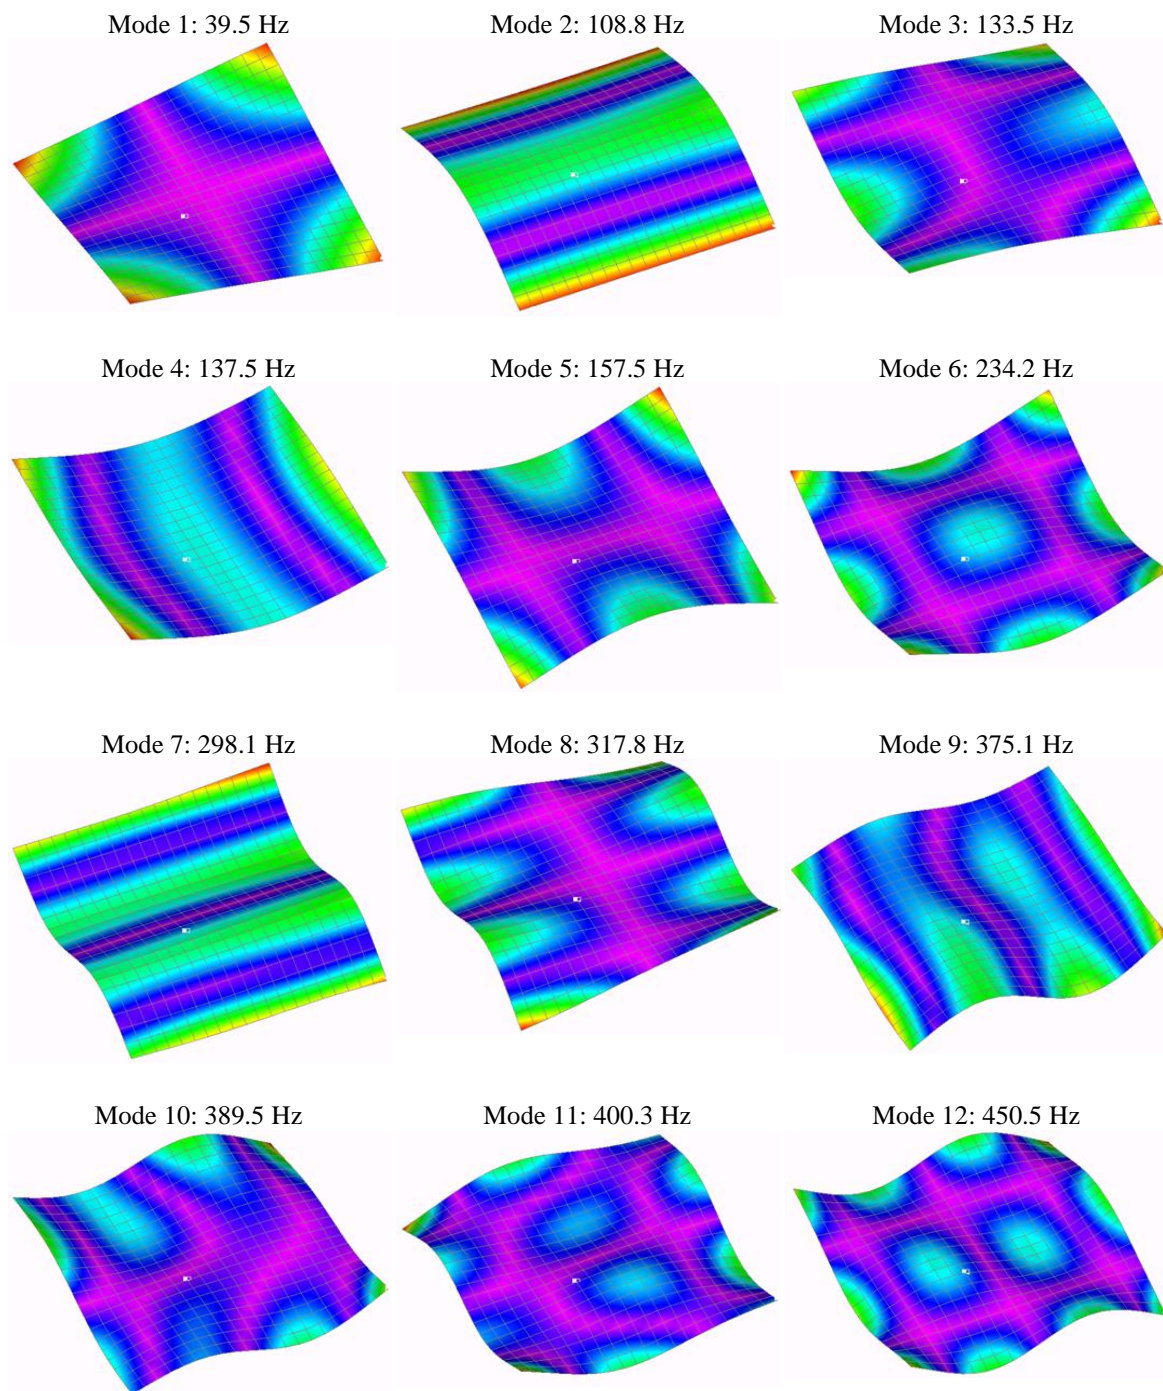 Mode 1: 39.5 Hz
Mode 2: 108.8 Hz
Mode 3: 133.5 Hz
Mode 4: 137.5 Hz
Mode 5: 157.5 Hz
Mode 6: 234.2 Hz
Mode 7: 298.1 Hz
Mode 8: 317.8 Hz
Mode 9: 375.1 Hz
Mode 10: 389.5 Hz
Mode 11: 400.3 Hz
Mode 12: 450.5 Hz